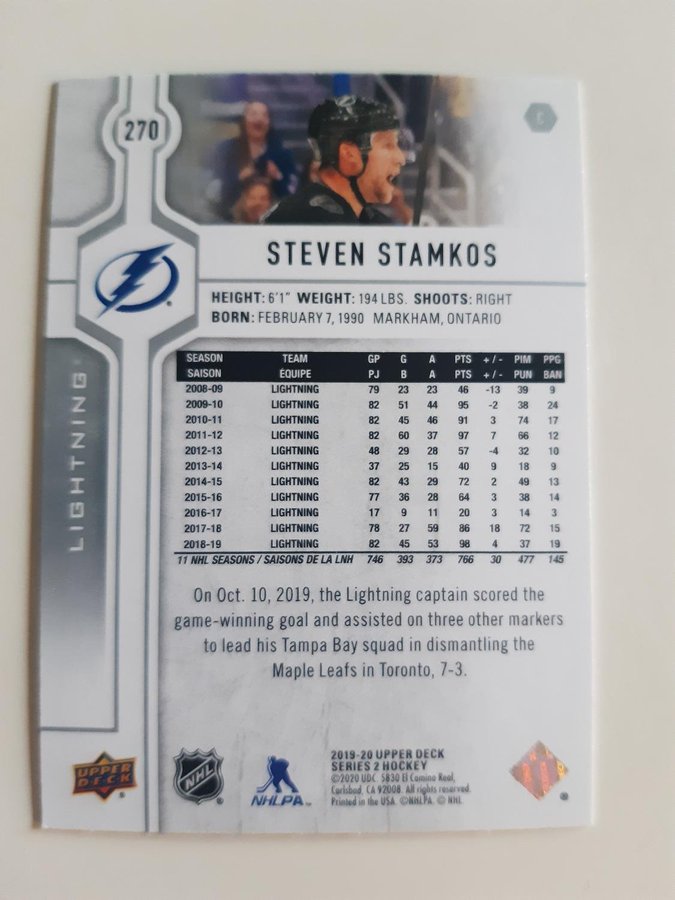 270
C
STEVEN STAMKOS
HEIGHT: 6'1" WEIGHT: 194 LBS. SHOOTS: RIGHT
BORN: FEBRUARY 7, 1990 MARKHAM, ONTARIO
LIGHTNING
SEASON TEAM GP G A PTS +/- PIM PPG
SAISON ÉQUIPE PJ B A PTS +/- PUN BAN
2008-09 LIGHTNING 79 23 23 46 -13 39 9
2009-10 LIGHTNING 82 51 44 95 -2 38 24
2010-11 LIGHTNING 82 45 46 91 3 74 17
2011-12 LIGHTNING 82 60 37 97 7 66 12
2012-13 LIGHTNING 48 29 28 57 -4 32 10
2013-14 LIGHTNING 37 25 15 40 9 18 9
2014-15 LIGHTNING 82 43 29 72 2 49 13
2015-16 LIGHTNING 77 36 28 64 3 38 14
2016-17 LIGHTNING 17 9 11 20 3 14 3
2017-18 LIGHTNING 78 27 59 86 18 72 15
2018-19 LIGHTNING 82 45 53 98 4 37 19
11 NHL SEASONS / SAISONS DE LA LNH 746 393 373 766 30 477 145
On Oct. 10, 2019, the Lightning captain scored the
game-winning goal and assisted on three other markers
to lead his Tampa Bay squad in dismantling the
Maple Leafs in Toronto, 7-3.
UPPER
DECK
NHL
NHLPA
2019-20 UPPER DECK
SERIES 2 HOCKEY
©2020 UDC. 5830 El Camino Real,
Carlsbad, CA 92008. All rights reserved.
Printed in the USA. ©NHLPA. © NHL